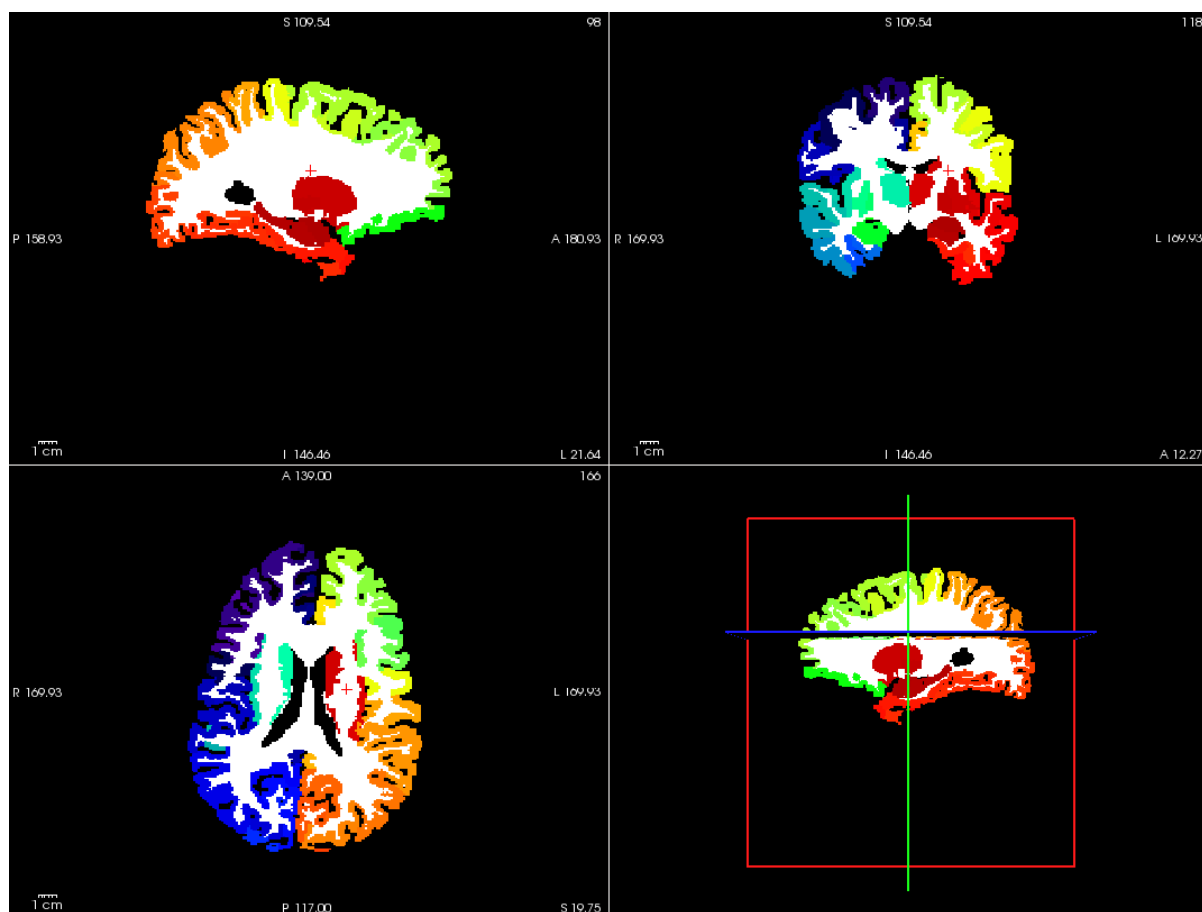 S 109.54
98
P 158.93
A 180.93
1 cm
I 146.46
L 21.64
S 109.54
118
R 169.93
L 169.93
1 cm
I 146.46
A 12.27
A 139.00
166
R 169.93
L 169.93
1 cm
P 117.00
S 19.75